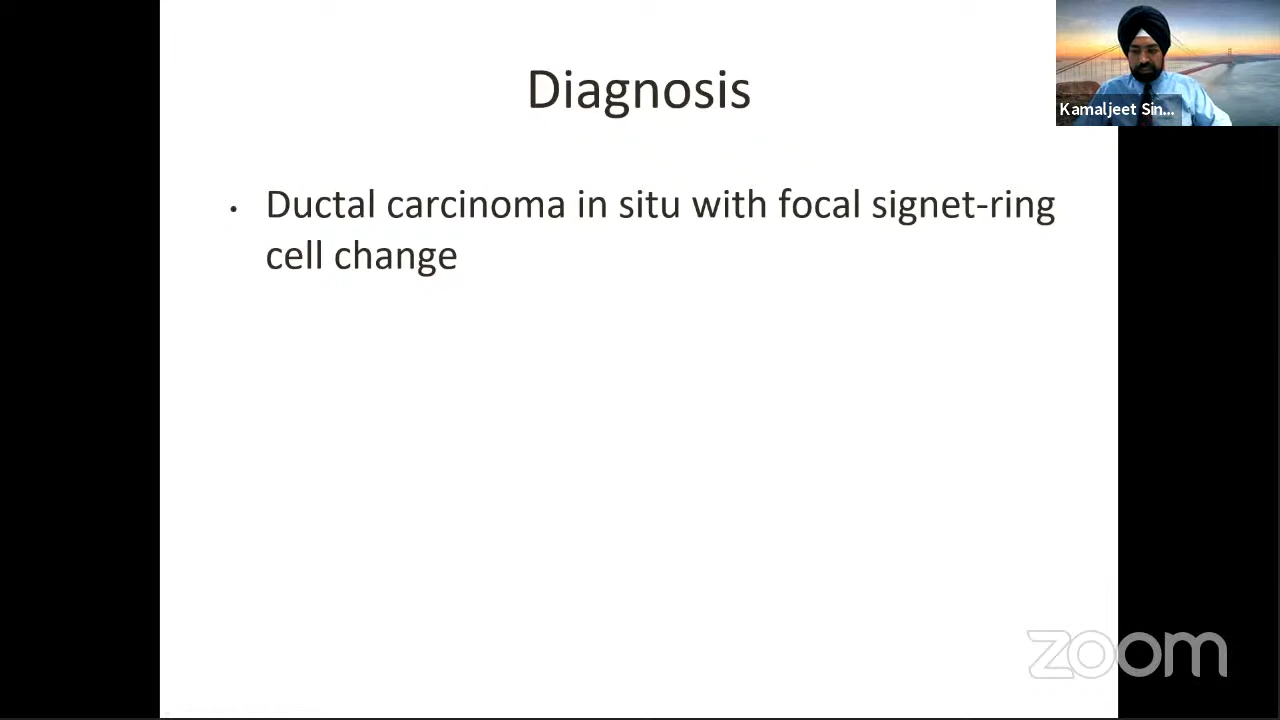 Diagnosis
Kamaljeet Sin...
• Ductal carcinoma in situ with focal signet-ring
cell change
zoom